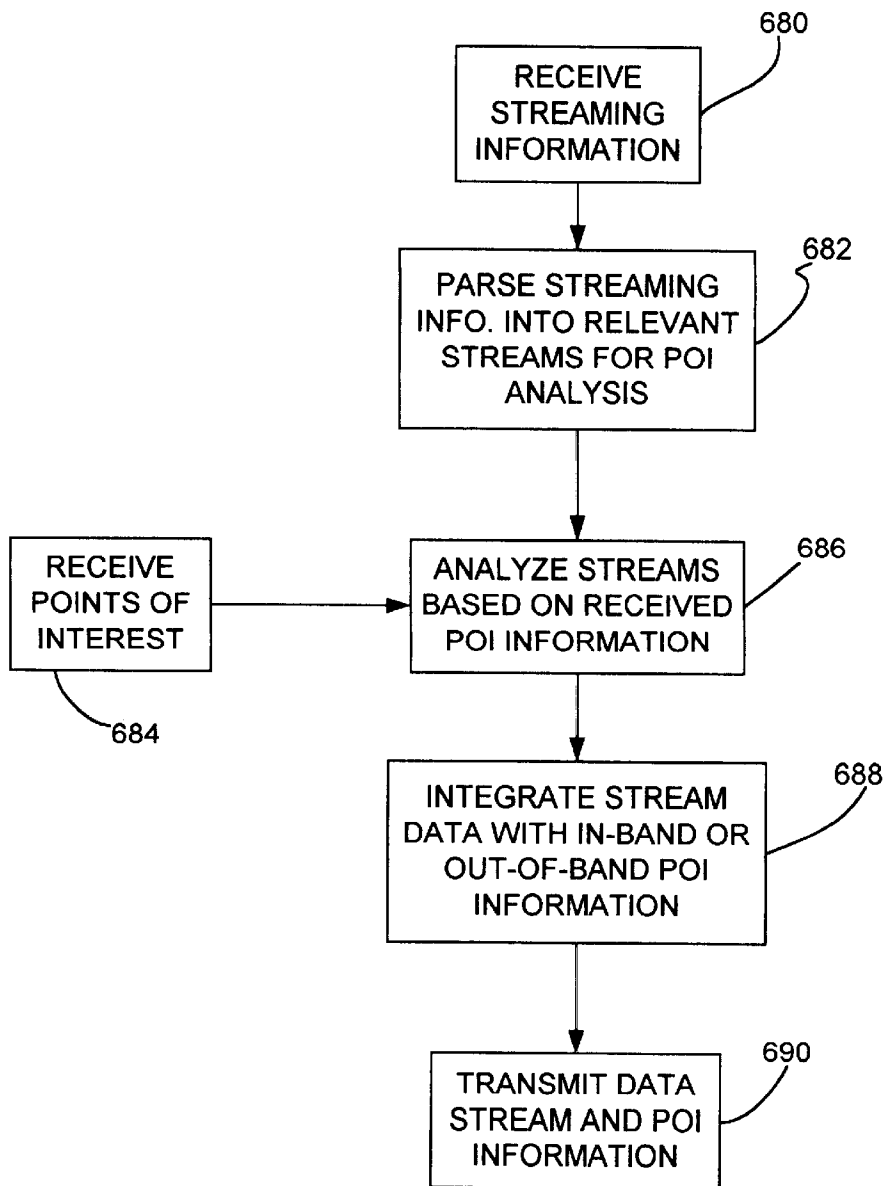 680
RECEIVE
STREAMING
INFORMATION
682
PARSE STREAMING
INFO. INTO RELEVANT
STREAMS FOR POI
ANALYSIS
RECEIVE
POINTS OF
INTEREST
684
686
ANALYZE STREAMS
BASED ON RECEIVED
POI INFORMATION
688
INTEGRATE STREAM
DATA WITH IN-BAND OR
OUT-OF-BAND POI
INFORMATION
690
TRANSMIT DATA
STREAM AND POI
INFORMATION